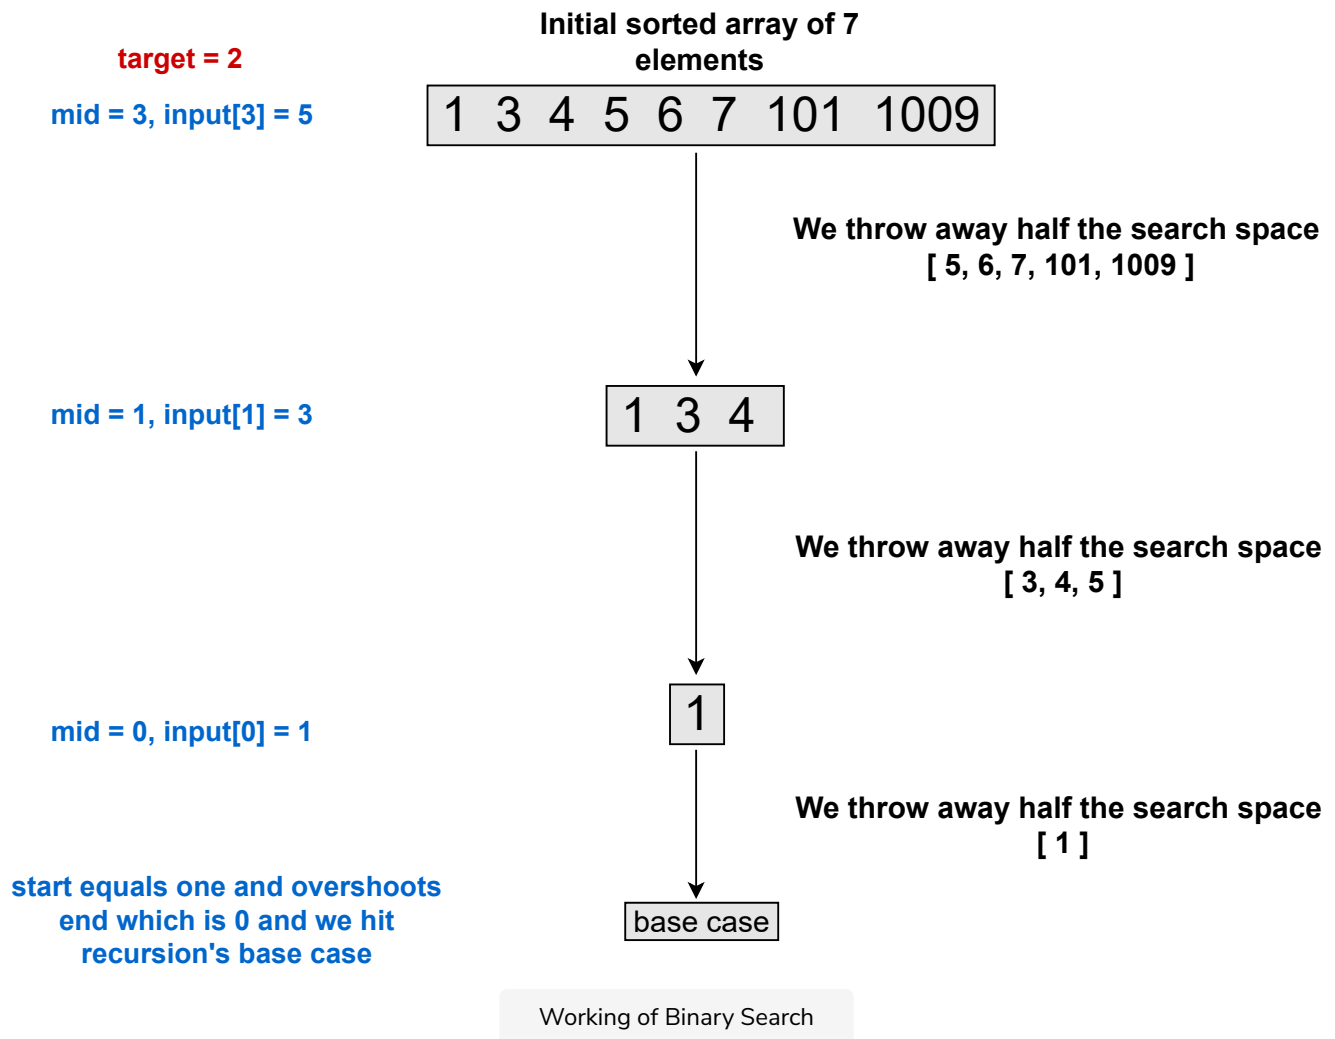 Initial sorted array of 7
elements
target = 2
mid = 3, input[3] = 5
1 3 4 5 6 7 101 1009
We throw away half the search space
[ 5, 6, 7, 101, 1009 ]
mid = 1, input[1] = 3
1 3 4
We throw away half the search space
[ 3, 4, 5 ]
mid = 0, input[0] = 1
1
We throw away half the search space
[ 1 ]
start equals one and overshoots
end which is 0 and we hit
recursion's base case
base case
Working of Binary Search